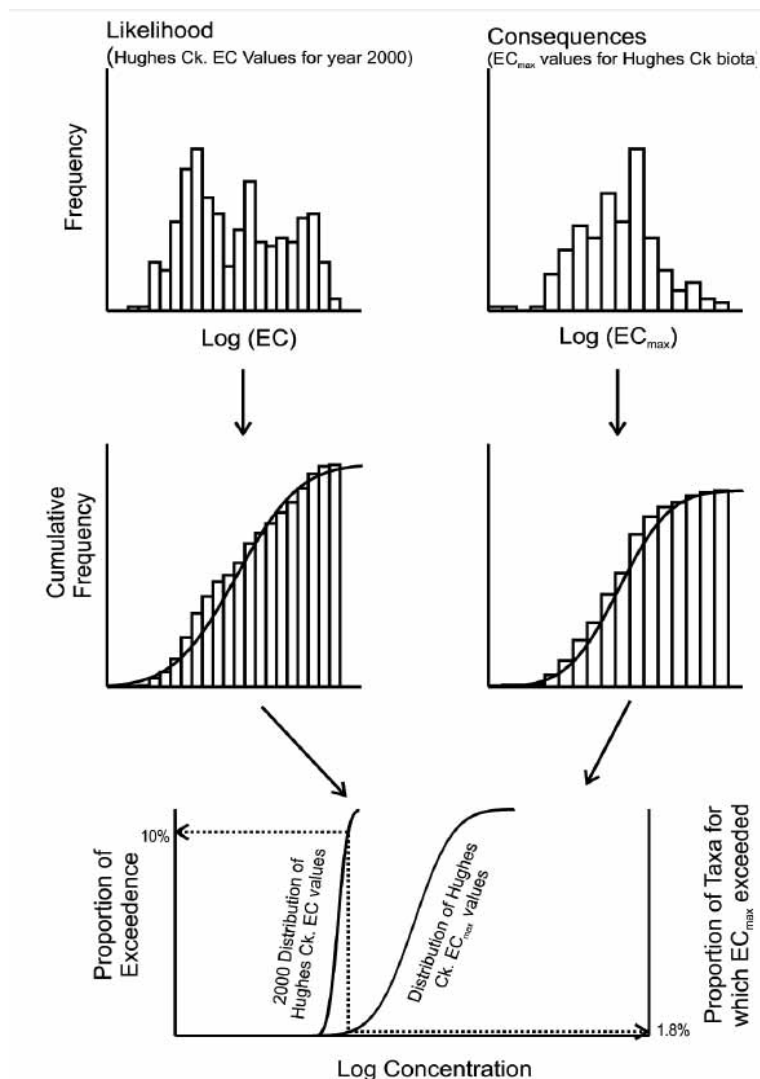 Likelihood
(Hughes Ck. EC Values for year 2000)
Consequences
(ECmax values for Hughes Ck biota)
Frequency
Log (EC)
Log (ECmax)
Cumulative
Frequency
Proportion of
Exceedence
10%
2000 Distribution of
Hughes Ck. EC values
Distribution of Hughes
Ck. ECmax values
1.8%
Proportion of Taxa for
which ECmax exceeded
Log Concentration